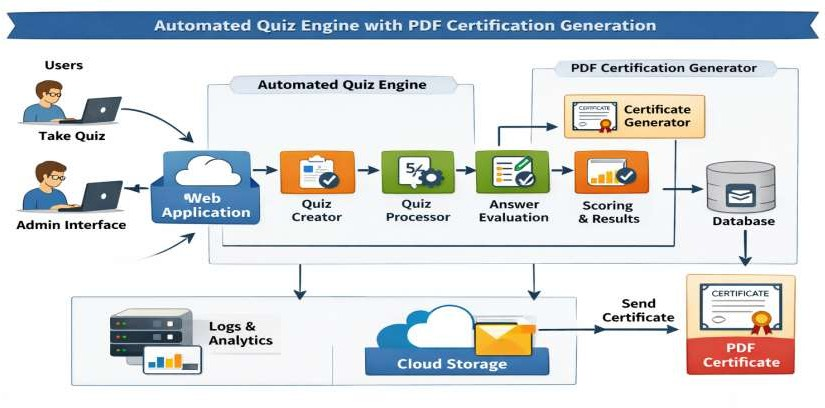 Automated Quiz Engine with PDF Certification Generation
Users
Take Quiz
Admin Interface
Web
Application
Automated Quiz Engine
Quiz
Creator
5/
Quiz
Processor
Answer
Evaluation
PDF Certification Generator
CERTIFICATE
Certificate
Generator
Scoring
& Results
Database
Logs &
Analytics
Cloud Storage
Send
Certificate
CERTIFICATE
PDF
Certificate